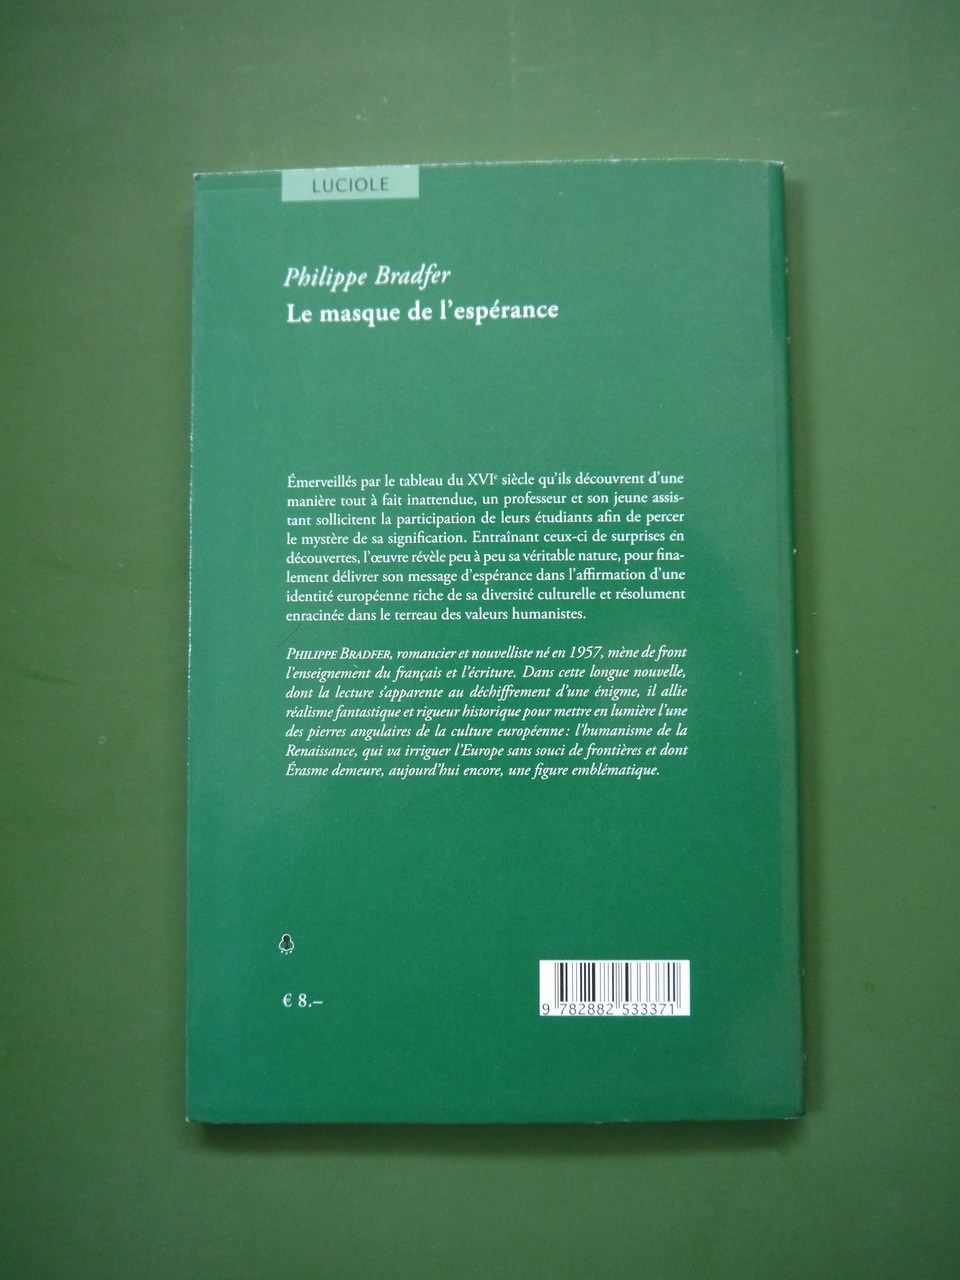 LUCIOLE
Philippe Bradfer
Le masque de l'espérance
Émerveillés par le tableau du XVIe siècle qu'ils découvrent d'une
manière tout à fait inattendue, un professeur et son jeune assis-
tant sollicitent la participation de leurs étudiants afin de percer
le mystère de sa signification. Entraînant ceux-ci de surprises en
découvertes, l'œuvre révèle peu à peu sa véritable nature, pour fina-
lement délivrer son message d'espérance dans l'affirmation d'une
identité européenne riche de sa diversité culturelle et résolument
enracinée dans le terreau des valeurs humanistes.
PHILIPPE BRADFER, romancier et nouvelliste né en 1957, mène de front
l'enseignement du français et l'écriture. Dans cette longue nouvelle,
dont la lecture s'apparente au déchiffrement d'une énigme, il allie
réalisme fantastique et rigueur historique pour mettre en lumière l'une
des pierres angulaires de la culture européenne : l'humanisme de la
Renaissance, qui va irriguer l'Europe sans souci de frontières et dont
Érasme demeure, aujourd'hui encore, une figure emblématique.
€ 8.–
9 782882 533371